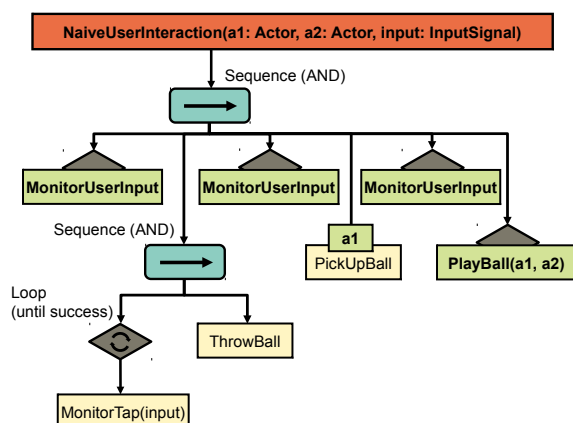 NaiveUserInteraction(a1: Actor, a2: Actor, input: InputSignal)
Sequence (AND)
MonitorUserInput
MonitorUserInput
MonitorUserInput
Sequence (AND)
a1
PickUpBall
PlayBall(a1, a2)
Loop
(until success)
ThrowBall
MonitorTap(input)